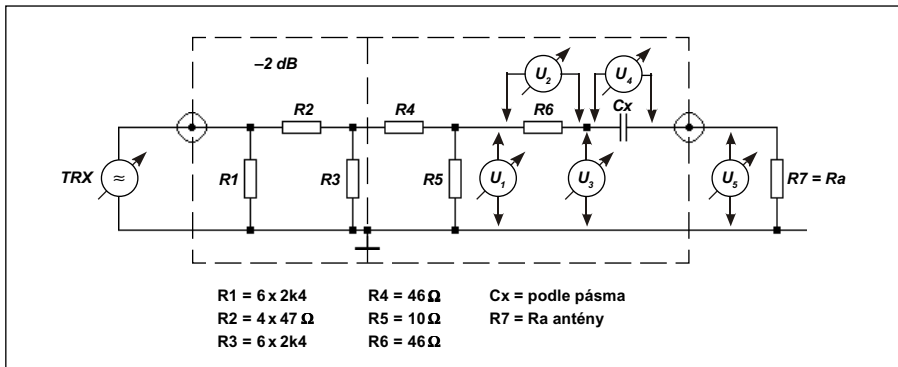 –2 dB
U2
U4
R2
R4
R6
Cx
TRX
≈
R1
R3
R5
U1
U3
U5
R7 = Ra
R1 = 6 x 2k4
R4 = 46 Ω
Cx = podle pásma
R2 = 4 x 47 Ω
R5 = 10 Ω
R7 = Ra antény
R3 = 6 x 2k4
R6 = 46 Ω